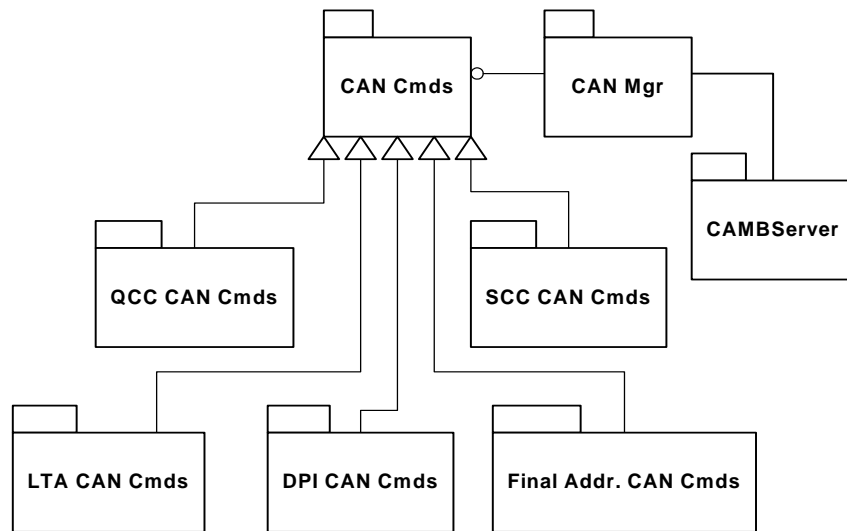 CAN Cmds
CAN Mgr
CAMBServer
QCC CAN Cmds
SCC CAN Cmds
LTA CAN Cmds
DPI CAN Cmds
Final Addr. CAN Cmds